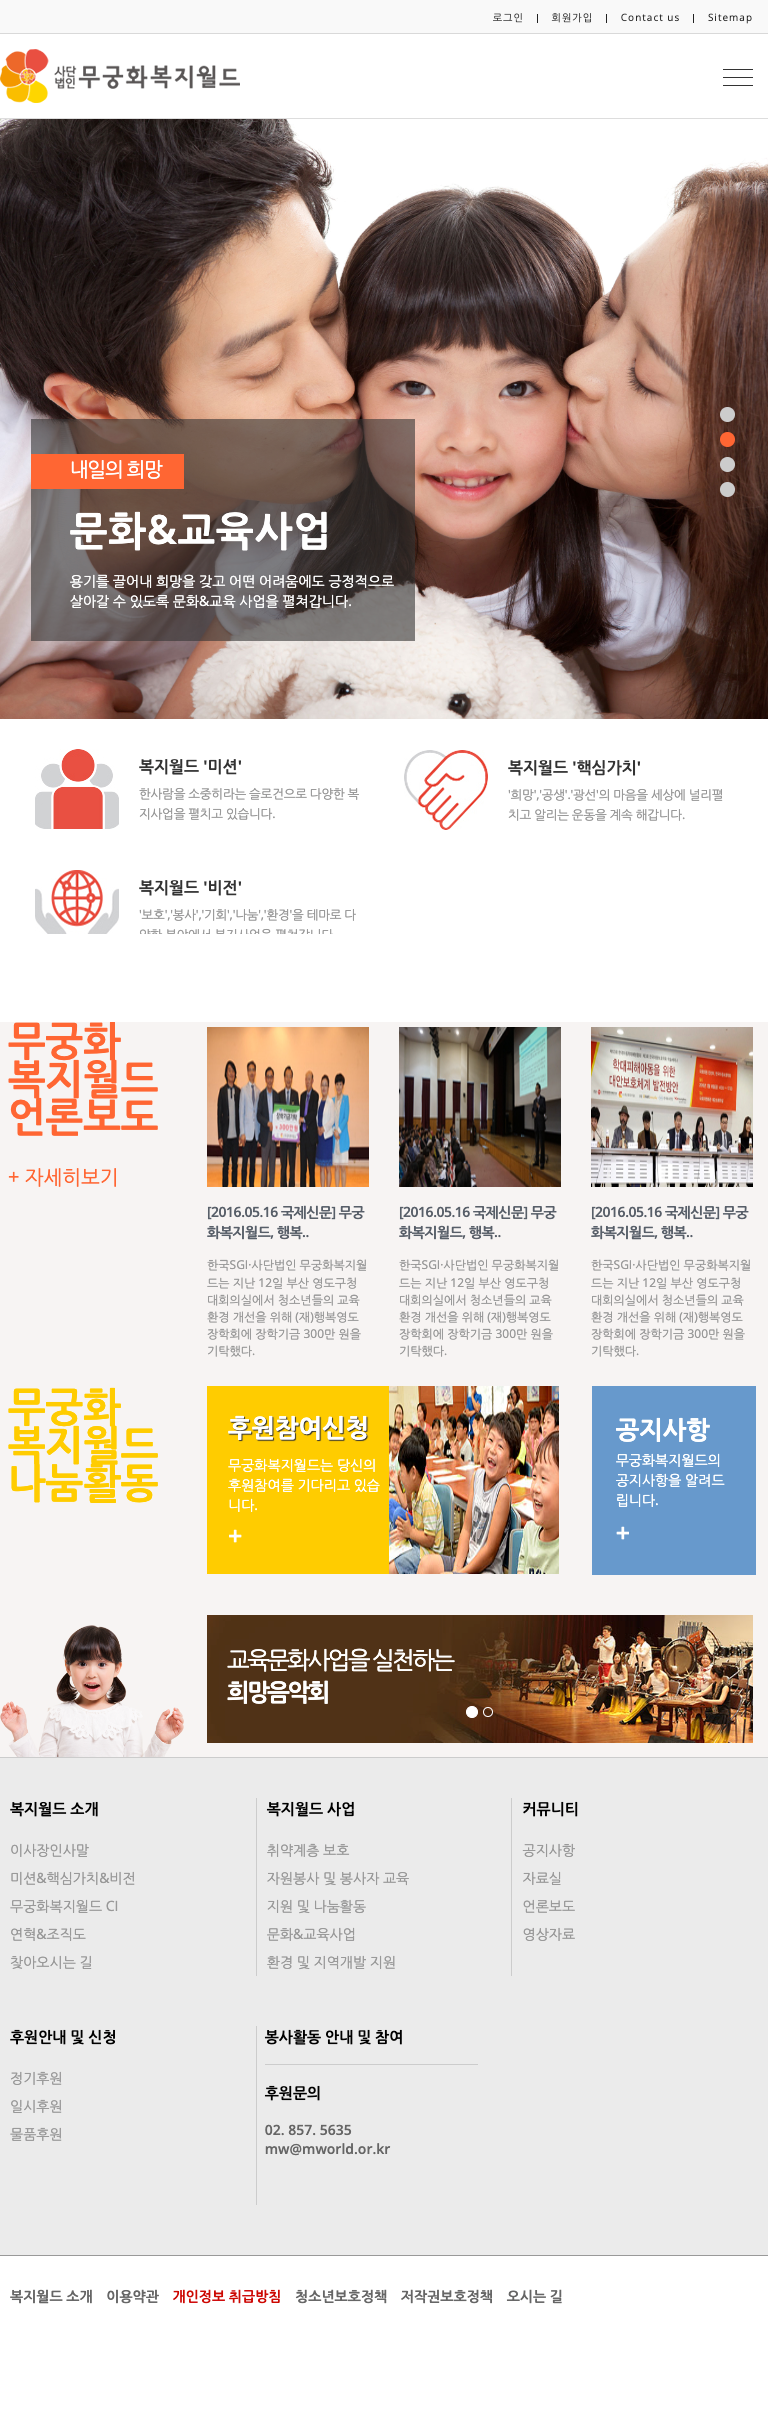 로그인 | 회원가입 | Contact us | Sitemap
사단법인 무궁화복지월드
내일의 희망
문화&교육사업
용기를 끌어내 희망을 갖고 어떤 어려움에도 긍정적으로
살아갈 수 있도록 문화&교육 사업을 펼쳐갑니다.
복지월드 '미션'
한사람을 소중히라는 슬로건으로 다양한 복
지사업을 펼치고 있습니다.
복지월드 '핵심가치'
'희망','공생'.'광선'의 마음을 세상에 널리펼
치고 알리는 운동을 계속 해갑니다.
복지월드 '비전'
'보호','봉사','기회','나눔','환경'을 테마로 다
무궁화
복지월드
언론보도
+ 자세히보기
학대피해아동을 위한
대안보호체계 발전방안
[2016.05.16 국제신문] 무궁
화복지월드, 행복..
한국SGI·사단법인 무궁화복지월
드는 지난 12일 부산 영도구청
대회의실에서 청소년들의 교육
환경 개선을 위해 (재)행복영도
장학회에 장학기금 300만 원을
기탁했다.
[2016.05.16 국제신문] 무궁
화복지월드, 행복..
한국SGI·사단법인 무궁화복지월
드는 지난 12일 부산 영도구청
대회의실에서 청소년들의 교육
환경 개선을 위해 (재)행복영도
장학회에 장학기금 300만 원을
기탁했다.
[2016.05.16 국제신문] 무궁
화복지월드, 행복..
한국SGI·사단법인 무궁화복지월
드는 지난 12일 부산 영도구청
대회의실에서 청소년들의 교육
환경 개선을 위해 (재)행복영도
장학회에 장학기금 300만 원을
기탁했다.
무궁화
복지월드
나눔활동
후원참여신청
무궁화복지월드는 당신의
후원참여를 기다리고 있습
니다.
+
공지사항
무궁화복지월드의
공지사항을 알려드
립니다.
+
교육문화사업을 실천하는
희망음악회
복지월드 소개
이사장인사말
미션&핵심가치&비전
무궁화복지월드 CI
연혁&조직도
찾아오시는 길
복지월드 사업
취약계층 보호
자원봉사 및 봉사자 교육
지원 및 나눔활동
문화&교육사업
환경 및 지역개발 지원
커뮤니티
공지사항
자료실
언론보도
영상자료
후원안내 및 신청
정기후원
일시후원
물품후원
봉사활동 안내 및 참여
후원문의
02. 857. 5635
mw@mworld.or.kr
복지월드 소개 이용약관 개인정보 취급방침 청소년보호정책 저작권보호정책 오시는 길